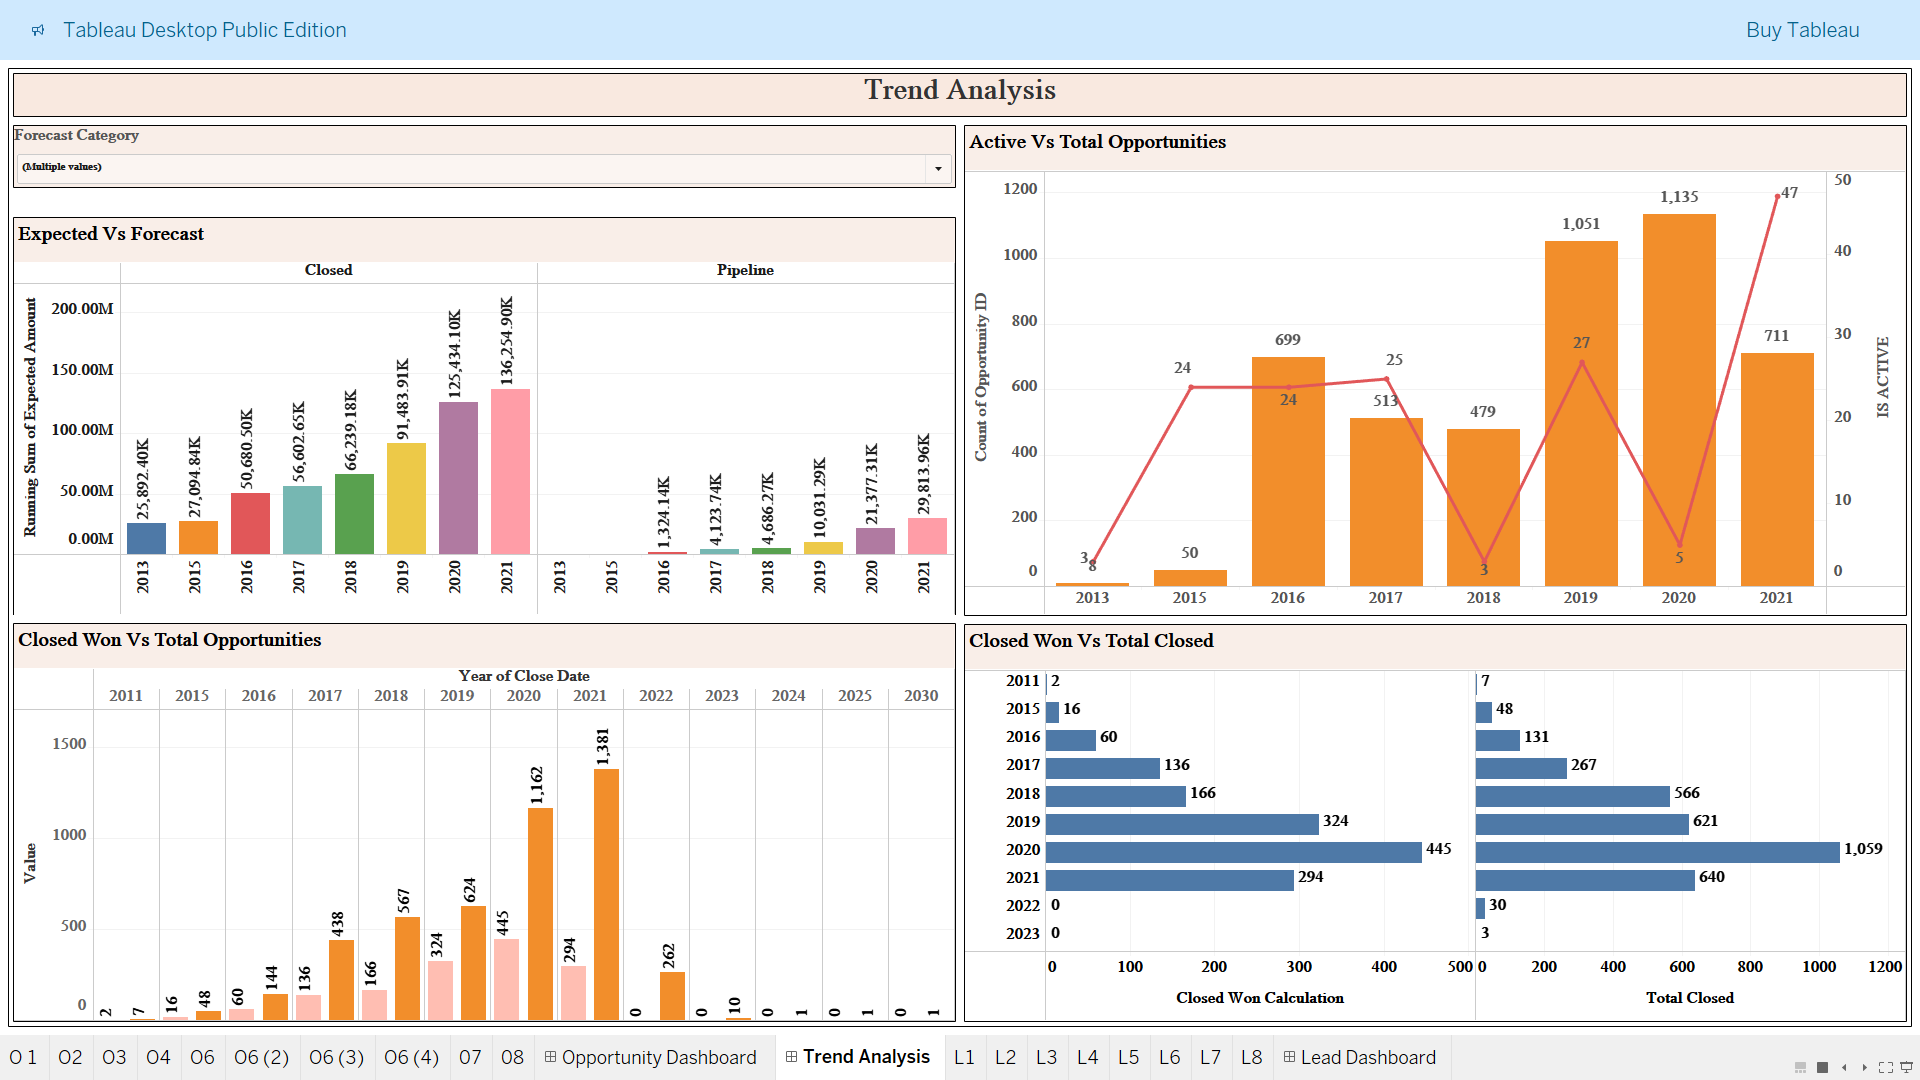 Tableau Desktop Public Edition
Buy Tableau
Trend Analysis
Forecast Category
(Multiple values)
Expected Vs Forecast
Closed
Pipeline
Running Sum of Expected Amount
200.00M
150.00M
100.00M
50.00M
0.00M
25,892.40K
27,094.84K
50,680.50K
56,602.65K
66,239.18K
91,483.91K
125,434.10K
136,254.90K
1,324.14K
4,123.74K
4,686.27K
10,031.29K
21,377.31K
29,813.96K
2013 2015 2016 2017 2018 2019 2020 2021 2013 2015 2016 2017 2018 2019 2020 2021
Active Vs Total Opportunities
Count of Opportunity ID
1200
1000
800
600
400
200
0
50
40
30
20
10
0
IS ACTIVE
3 24 24 25 3 27 5 47
8 50 699 513 479 1,051 1,135 711
2013 2015 2016 2017 2018 2019 2020 2021
Closed Won Vs Total Opportunities
Year of Close Date
2011 2015 2016 2017 2018 2019 2020 2021 2022 2023 2024 2025 2030
Value
1500
1000
500
0
2 7 16 48 60 144 136 438 166 567 324 624 445 1,162 294 1,381 0 262 0 10 0 1 0 1 0 1
Closed Won Vs Total Closed
2011 2 7
2015 16 48
2016 60 131
2017 136 267
2018 166 566
2019 324 621
2020 445 1,059
2021 294 640
2022 0 30
2023 0 3
0 100 200 300 400 500 0 200 400 600 800 1000 1200
Closed Won Calculation
Total Closed
O 1 O2 O3 O4 O6 O6 (2) O6 (3) O6 (4) 07 08 Opportunity Dashboard Trend Analysis L1 L2 L3 L4 L5 L6 L7 L8 Lead Dashboard